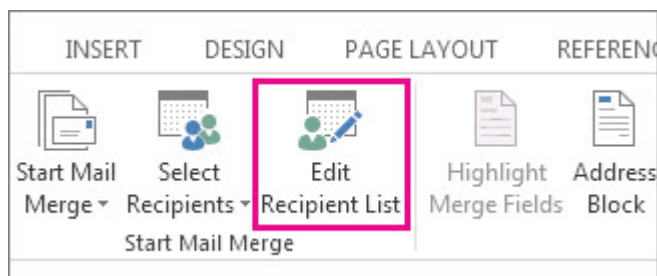 INSERT DESIGN PAGE LAYOUT
Start Mail Select Edit Highlight Address
Merge Recipients Recipient List Merge Fields Block
Start Mail Merge